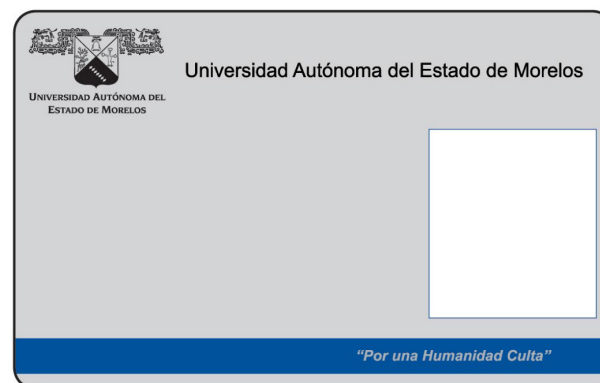 Universidad Autónoma del Estado de Morelos
UNIVERSIDAD AUTÓNOMA DEL
ESTADO DE MORELOS
“Por una Humanidad Culta”